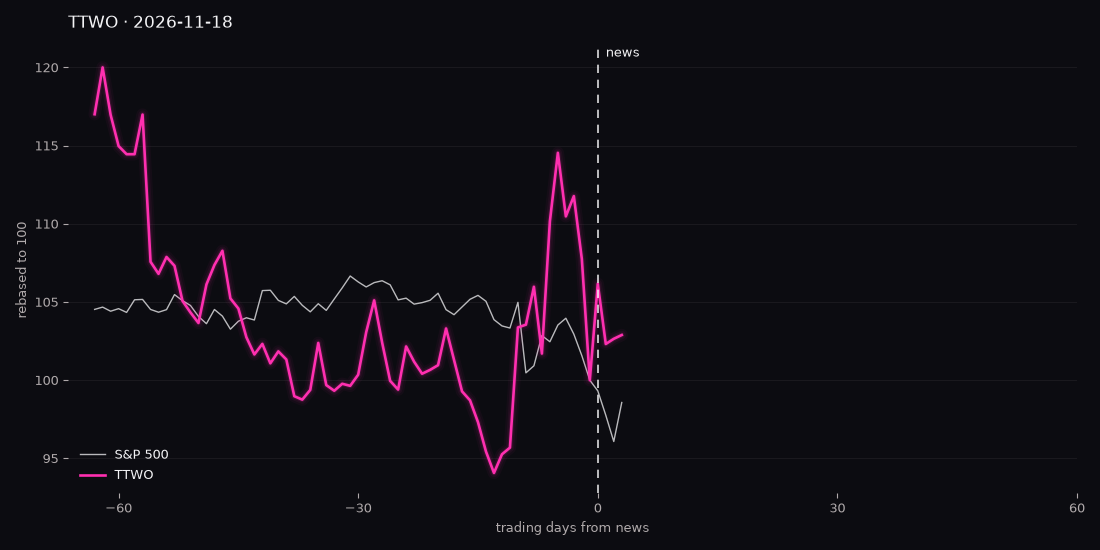 TTWO · 2026-11-18
news
120
115
110
105
100
95
rebased to 100
S&P 500
TTWO
−60
−30
0
30
60
trading days from news